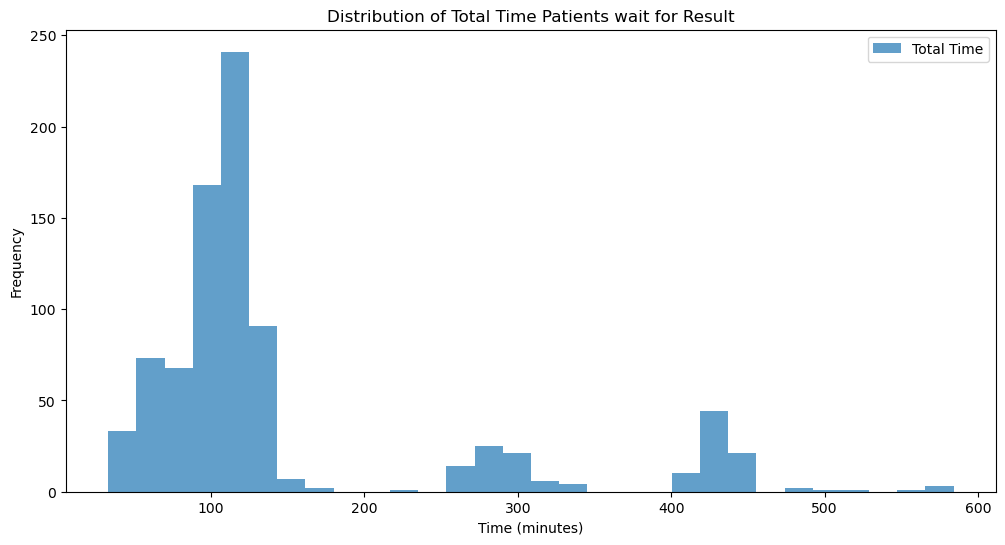 Distribution of Total Time Patients wait for Result
Total Time
Frequency
250
200
150
100
50
0
100 200 300 400 500 600
Time (minutes)